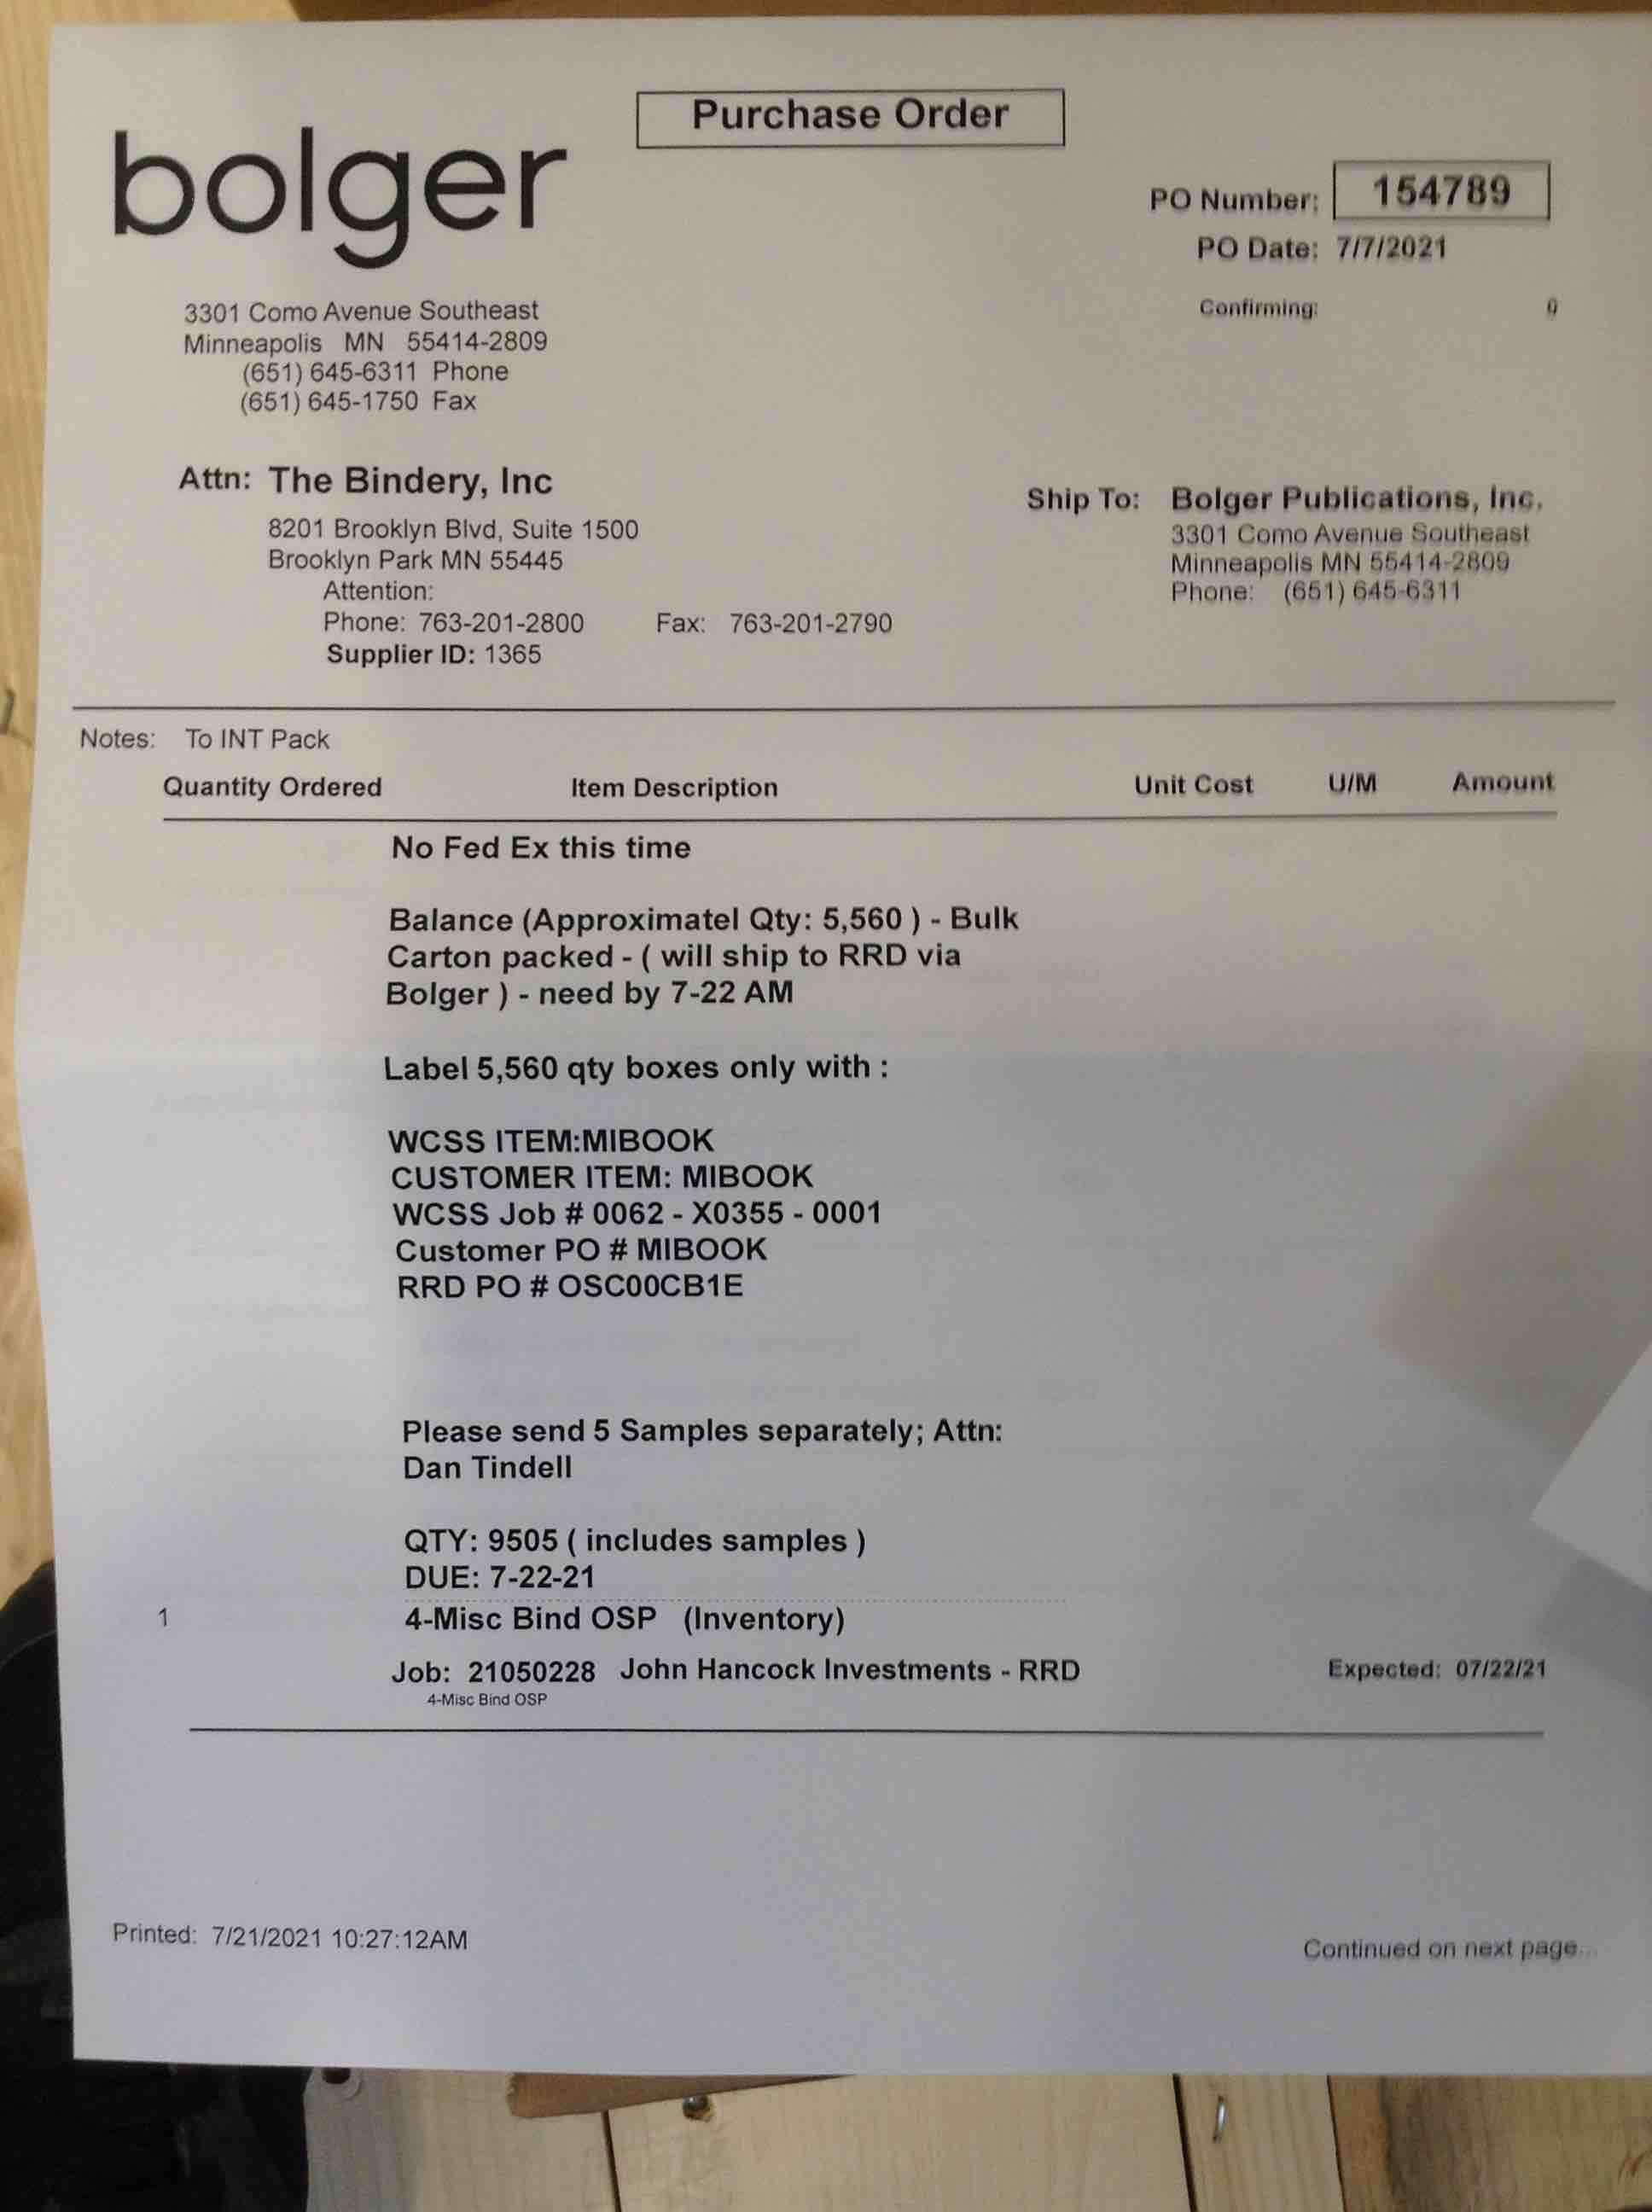 Purchase Order
bolger
PO Number: 154789
PO Date: 7/7/2021
Confirming: 0
3301 Como Avenue Southeast
Minneapolis MN 55414-2809
(651) 645-6311 Phone
(651) 645-1750 Fax
Attn: The Bindery, Inc
8201 Brooklyn Blvd, Suite 1500
Brooklyn Park MN 55445
Attention:
Phone: 763-201-2800 Fax: 763-201-2790
Supplier ID: 1365
Ship To: Bolger Publications, Inc.
3301 Como Avenue Southeast
Minneapolis MN 55414-2809
Phone: (651) 645-6311
Notes: To INT Pack
Quantity Ordered Item Description Unit Cost U/M Amount
No Fed Ex this time
Balance (Approximatel Qty: 5,560 ) - Bulk
Carton packed - ( will ship to RRD via
Bolger ) - need by 7-22 AM
Label 5,560 qty boxes only with :
WCSS ITEM:MIBOOK
CUSTOMER ITEM: MIBOOK
WCSS Job # 0062 - X0355 - 0001
Customer PO # MIBOOK
RRD PO # OSC00CB1E
Please send 5 Samples separately; Attn:
Dan Tindell
QTY: 9505 ( includes samples )
DUE: 7-22-21
1 4-Misc Bind OSP (Inventory)
Job: 21050228 John Hancock Investments - RRD Expected: 07/22/21
4-Misc Bind OSP
Printed: 7/21/2021 10:27:12AM
Continued on next page...